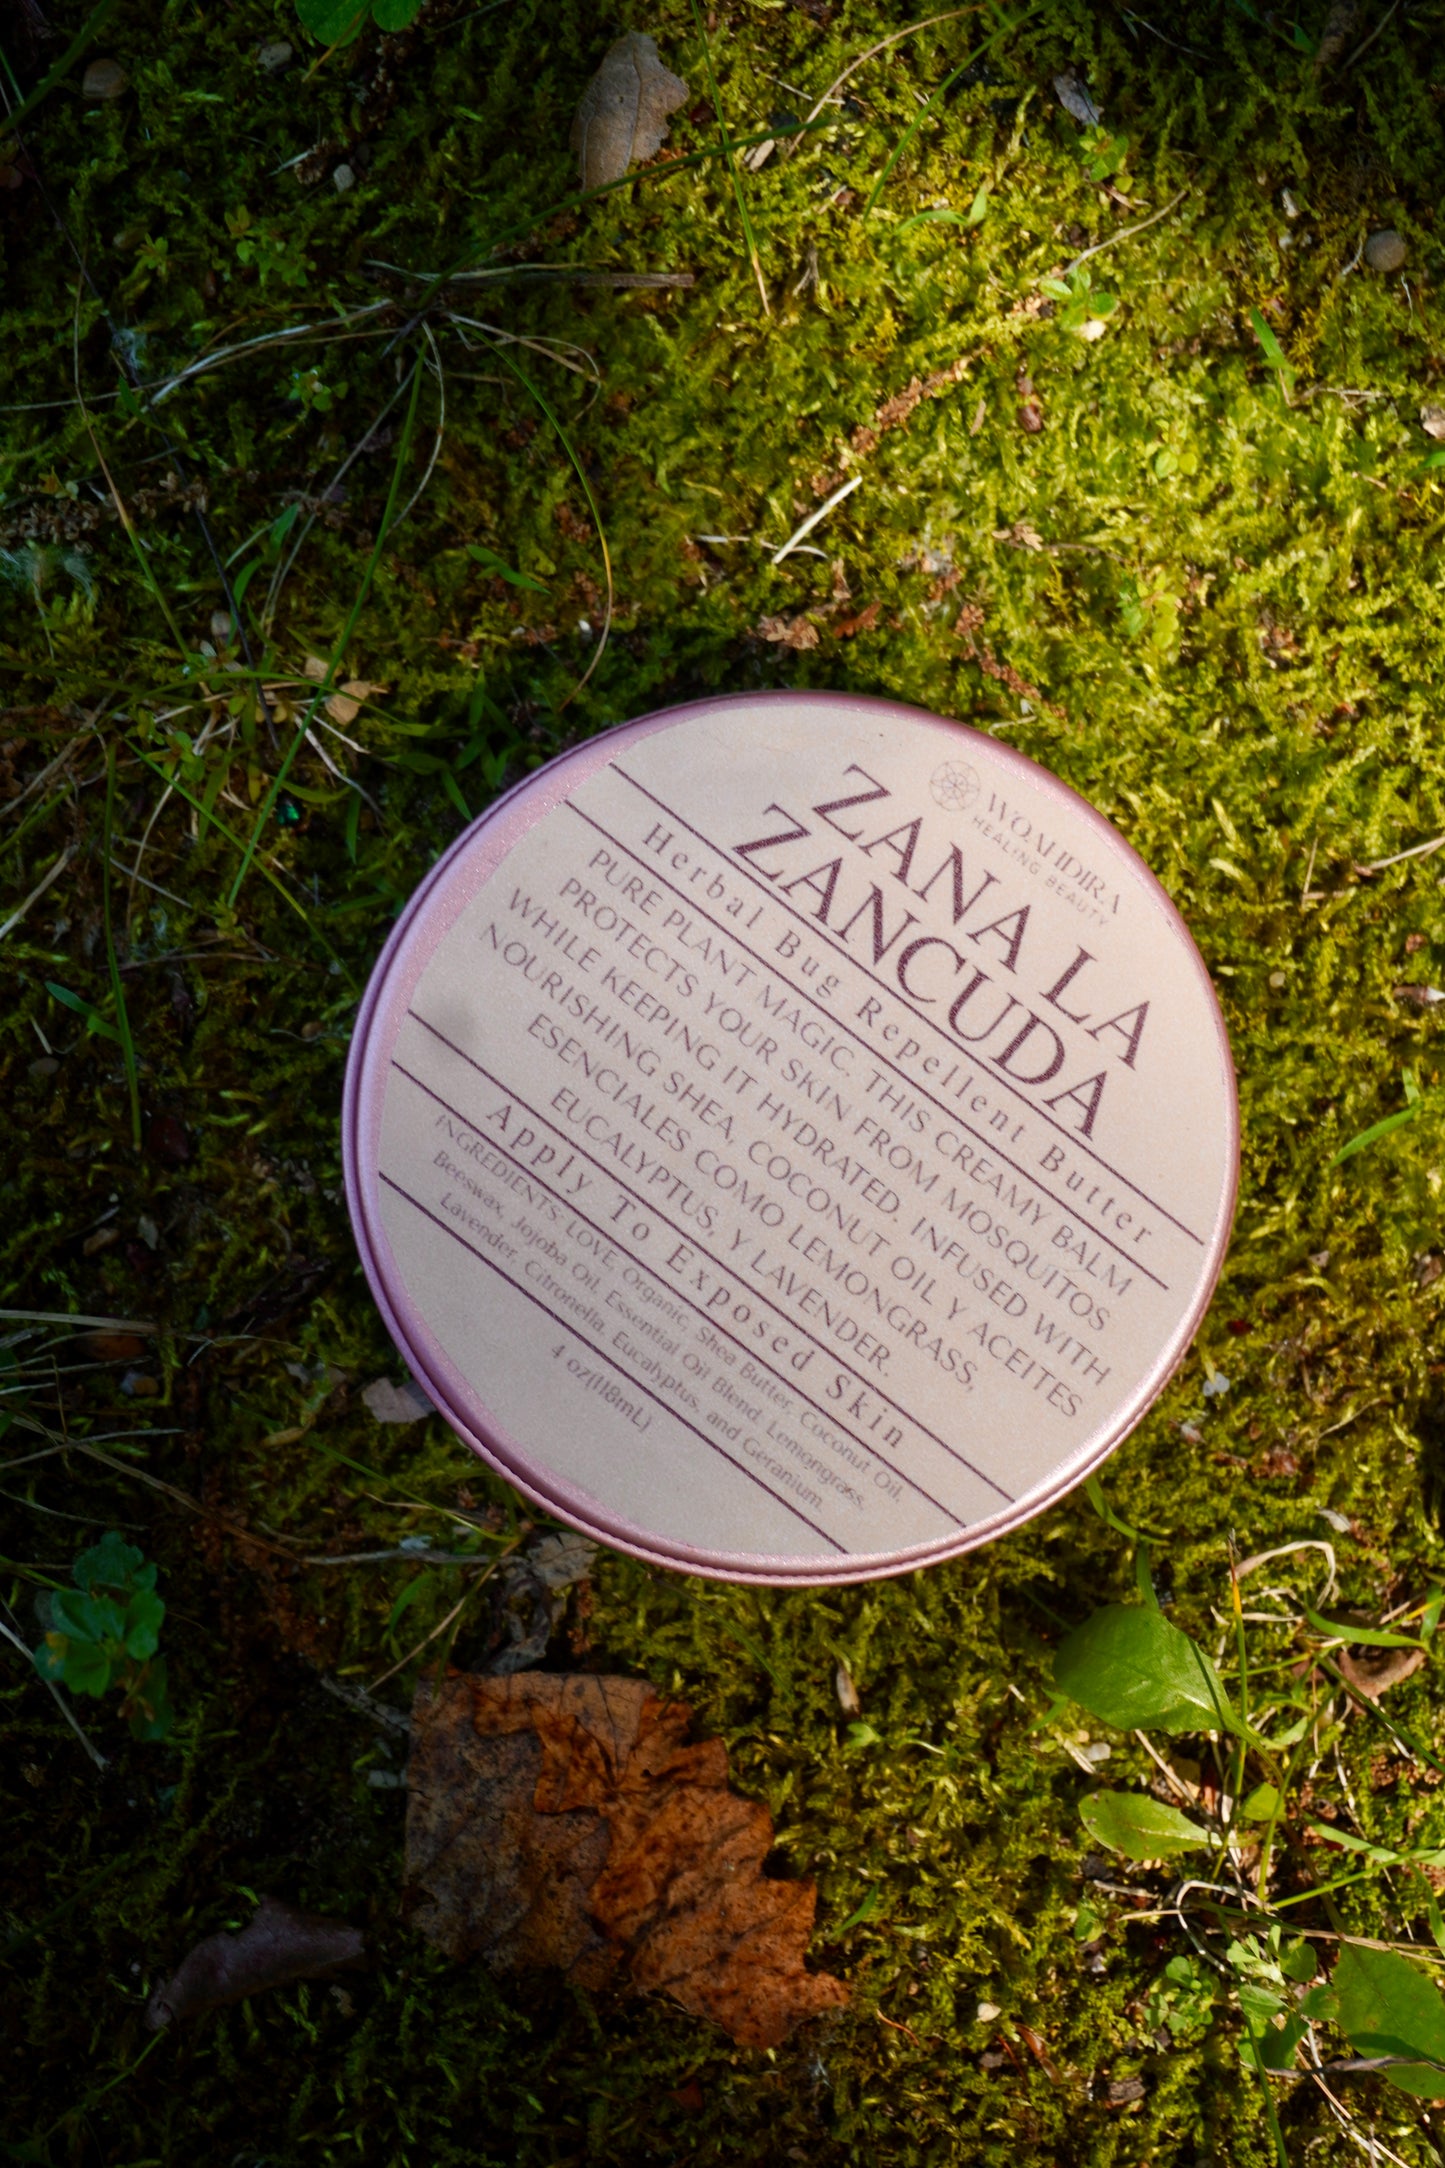 WOAHDIRA
HEALING BEAUTY
ZANA LA
ZANCUDA
Herbal Bug Repellent Butter
PURE PLANT MAGIC. THIS CREAMY BALM
PROTECTS YOUR SKIN FROM MOSQUITOS
WHILE KEEPING IT HYDRATED. INFUSED WITH
NOURISHING SHEA, COCONUT OIL Y ACEITES
ESENCIALES COMO LEMONGRASS,
EUCALYPTUS, Y LAVENDER.
Apply To Exposed Skin
INGREDIENTS: LOVE, Organic, Shea Butter, Coconut Oil,
Beeswax, Jojoba Oil, Essential Oil Blend, Lemongrass,
Lavender, Citronella, Eucalyptus, and Geranium.
4 oz(118mL)